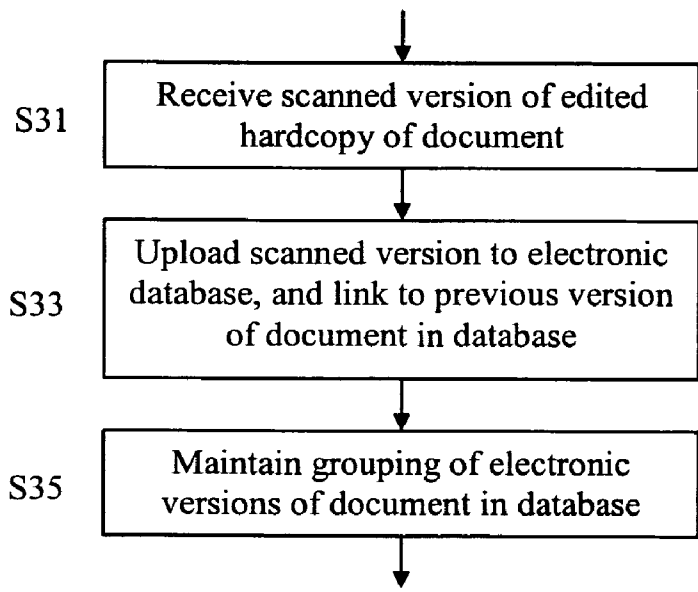 Receive scanned version of edited
S31
hardcopy of document
Upload scanned version to electronic
database, and link to previous version
S33
of document in database
Maintain grouping of electronic
S35
versions of document in database